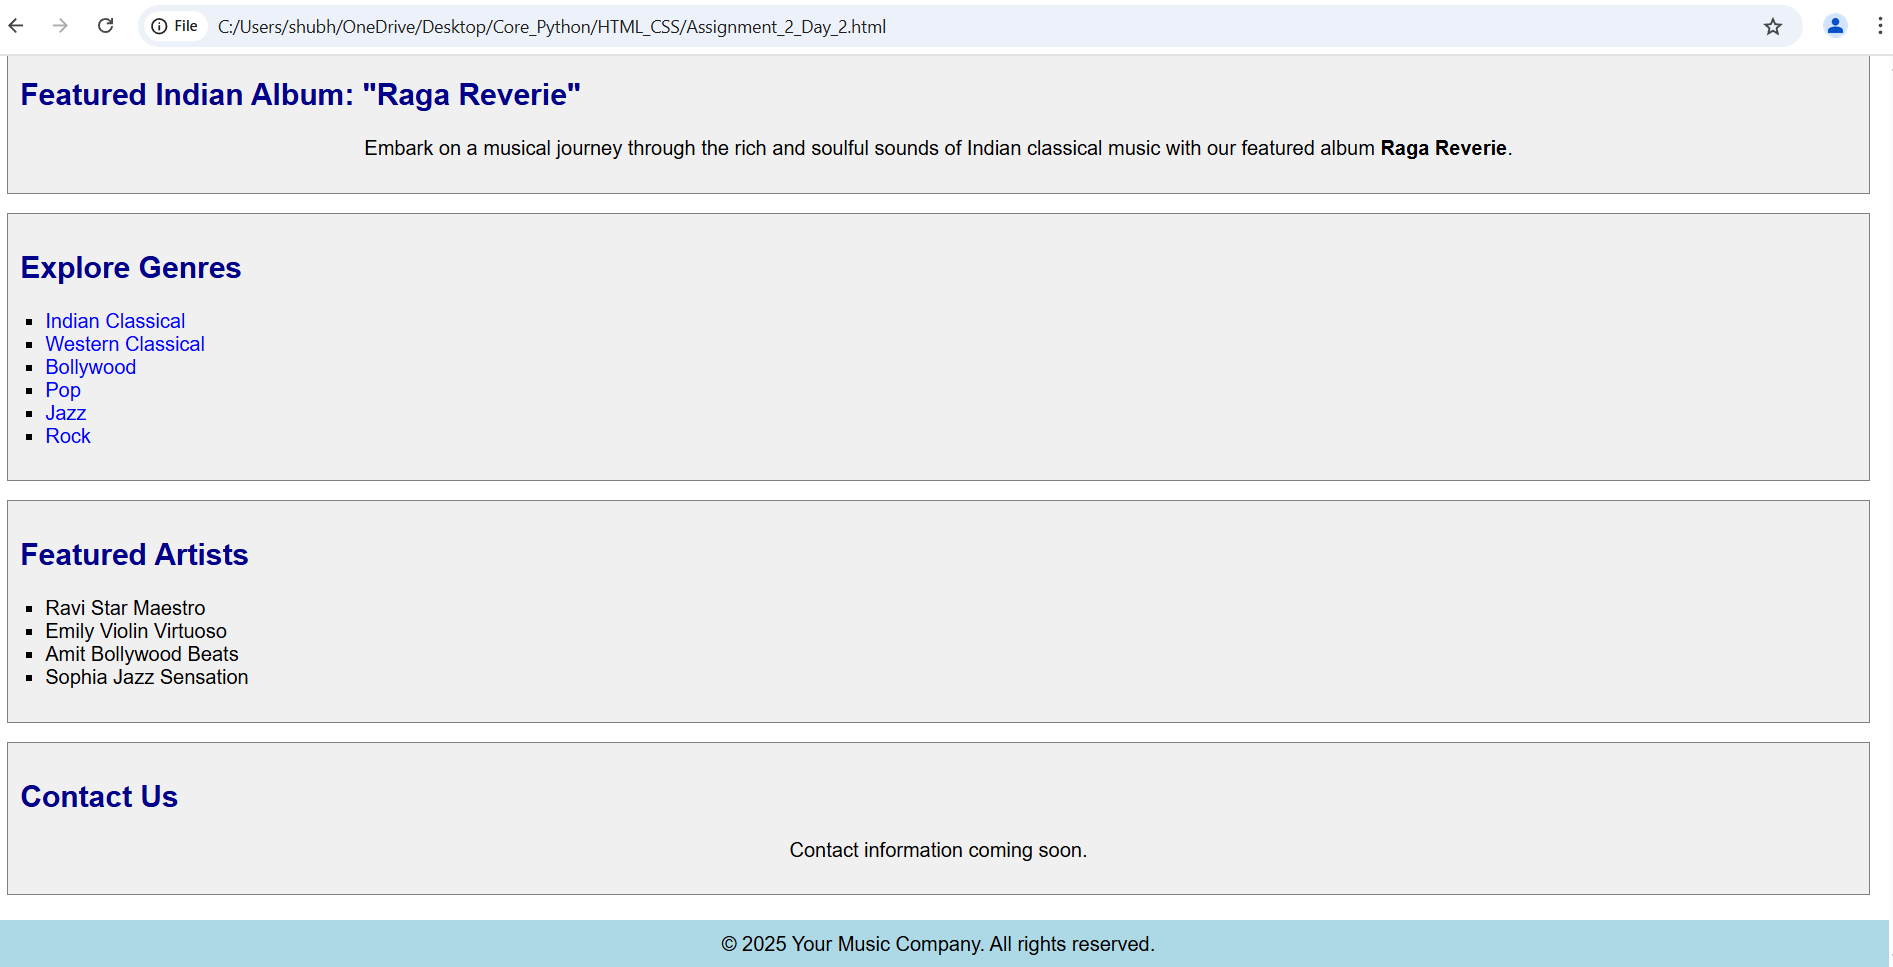 File C:/Users/shubh/OneDrive/Desktop/Core_Python/HTML_CSS/Assignment_2_Day_2.html
Featured Indian Album: "Raga Reverie"
Embark on a musical journey through the rich and soulful sounds of Indian classical music with our featured album Raga Reverie.
Explore Genres
Indian Classical
Western Classical
Bollywood
Pop
Jazz
Rock
Featured Artists
Ravi Star Maestro
Emily Violin Virtuoso
Amit Bollywood Beats
Sophia Jazz Sensation
Contact Us
Contact information coming soon.
© 2025 Your Music Company. All rights reserved.